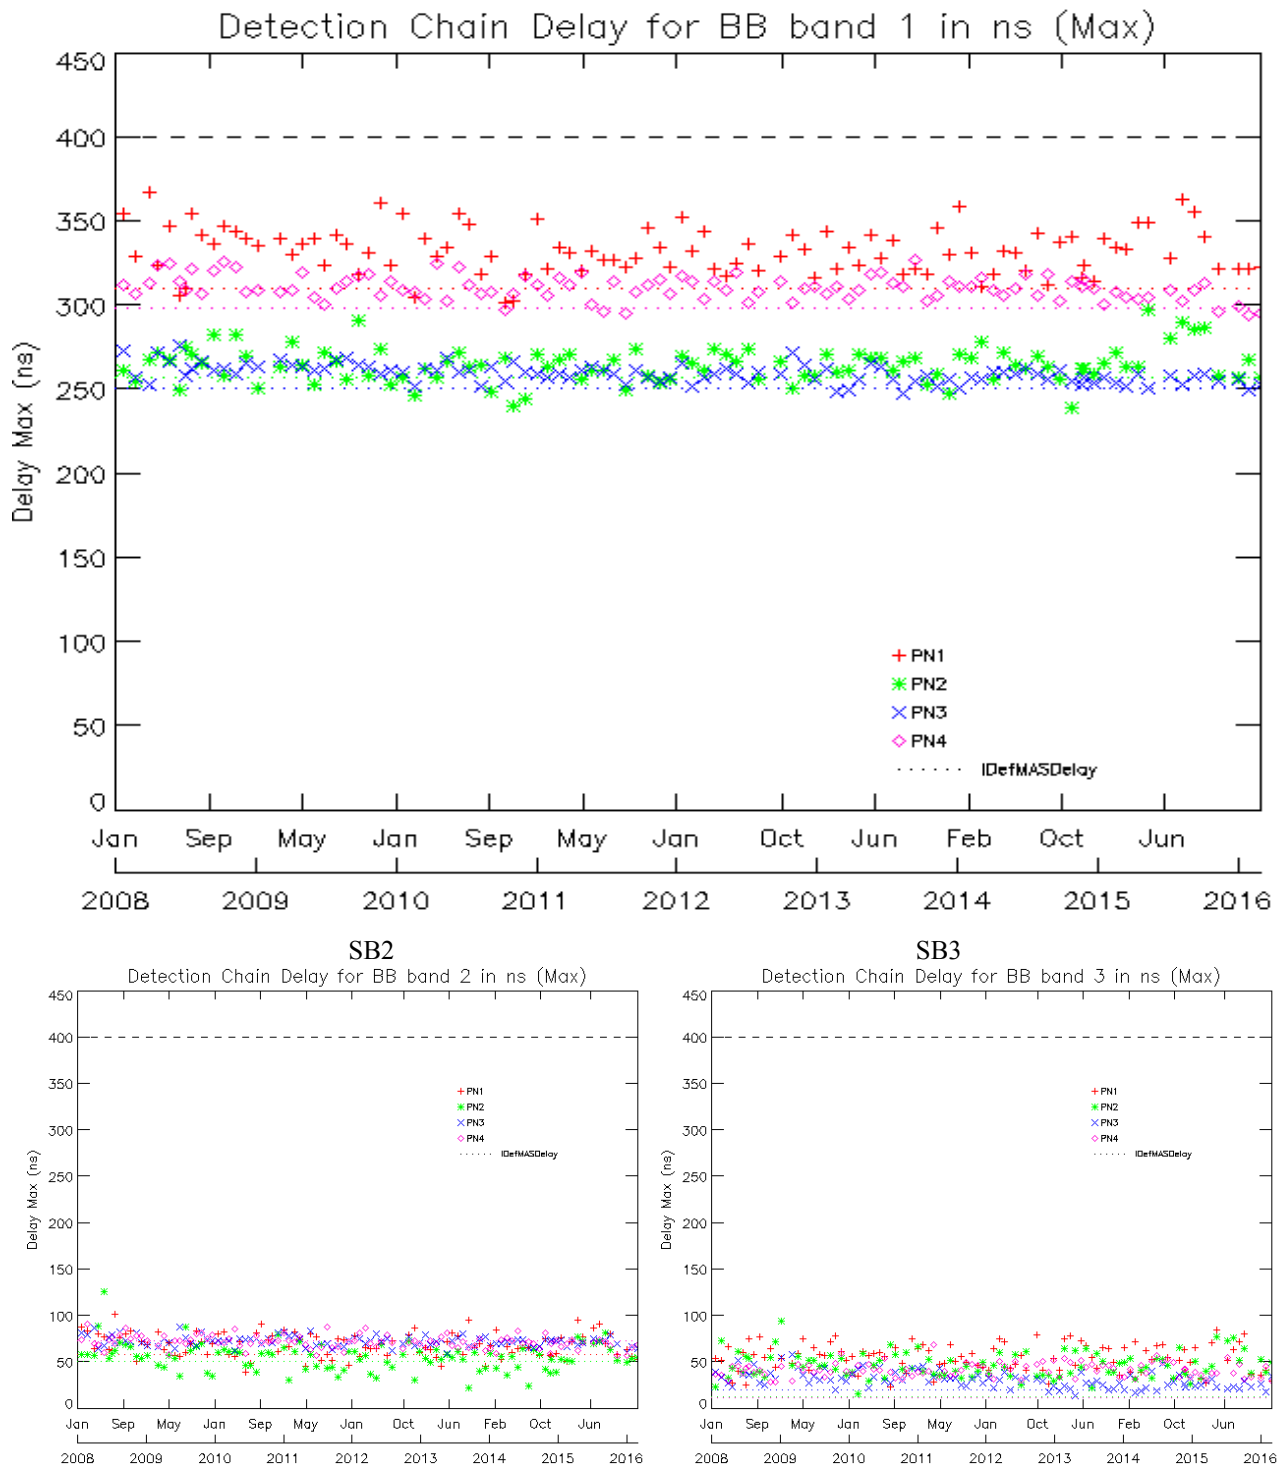 Detection Chain Delay for BB band 1 in ns (Max)
450
400
350
300
250
200
150
100
50
0
Delay Max (ns)
PN1
PN2
PN3
PN4
IDefMASDelay
Jan Sep May Jan Sep May Jan Oct Jun Feb Oct Jun
2008 2009 2010 2011 2012 2013 2014 2015 2016
SB2
Detection Chain Delay for BB band 2 in ns (Max)
450
400
350
300
250
200
150
100
50
0
Delay Max (ns)
PN1
PN2
PN3
PN4
IDefMASDelay
Jan Sep May Jan Sep May Jan Oct Jun Feb Oct Jun
2008 2009 2010 2011 2012 2013 2014 2015 2016
SB3
Detection Chain Delay for BB band 3 in ns (Max)
450
400
350
300
250
200
150
100
50
0
Delay Max (ns)
PN1
PN2
PN3
PN4
IDefMASDelay
Jan Sep May Jan Sep May Jan Oct Jun Feb Oct Jun
2008 2009 2010 2011 2012 2013 2014 2015 2016